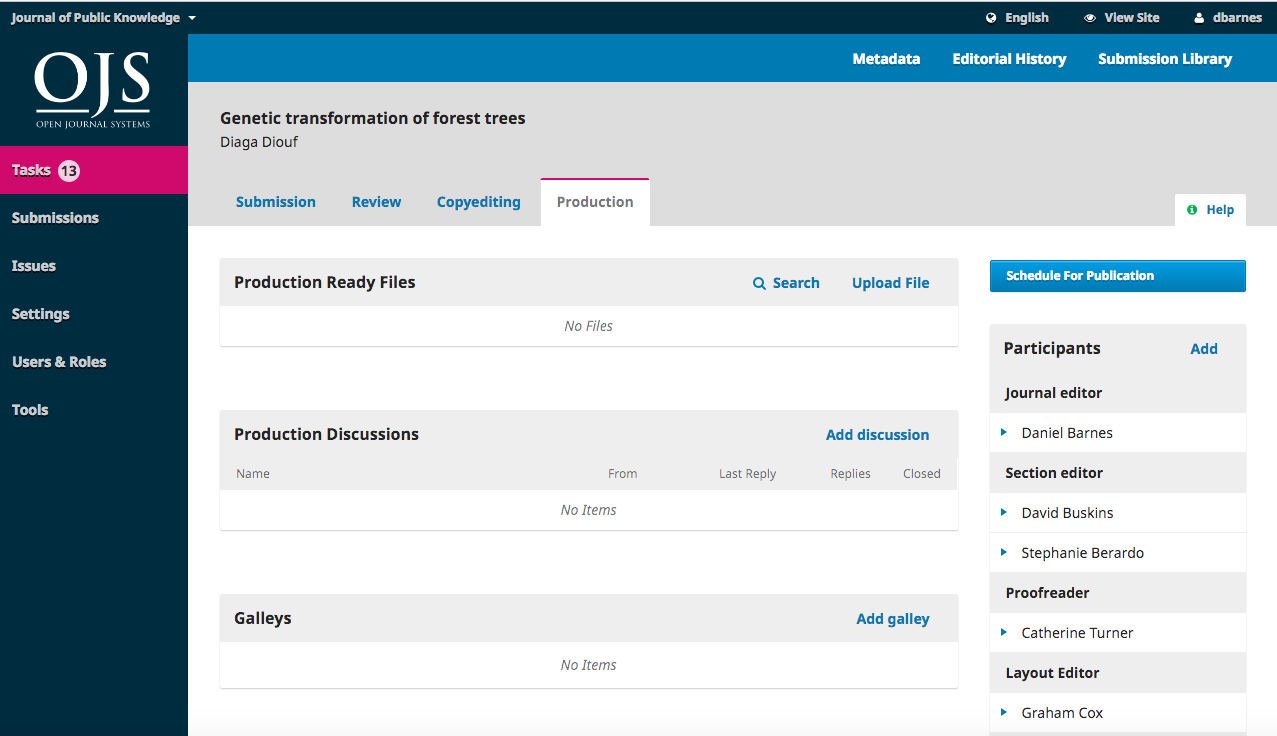 Journal of Public Knowledge
English
View Site
dbarnes
OJS
OPEN JOURNAL SYSTEMS
Tasks 13
Submissions
Issues
Settings
Users & Roles
Tools
Metadata
Editorial History
Submission Library
Genetic transformation of forest trees
Diaga Diouf
Submission
Review
Copyediting
Production
Help
Production Ready Files
Search
Upload File
No Files
Production Discussions
Add discussion
Name
From
Last Reply
Replies
Closed
No Items
Galleys
Add galley
No Items
Schedule For Publication
Participants
Add
Journal editor
Daniel Barnes
Section editor
David Buskins
Stephanie Berardo
Proofreader
Catherine Turner
Layout Editor
Graham Cox